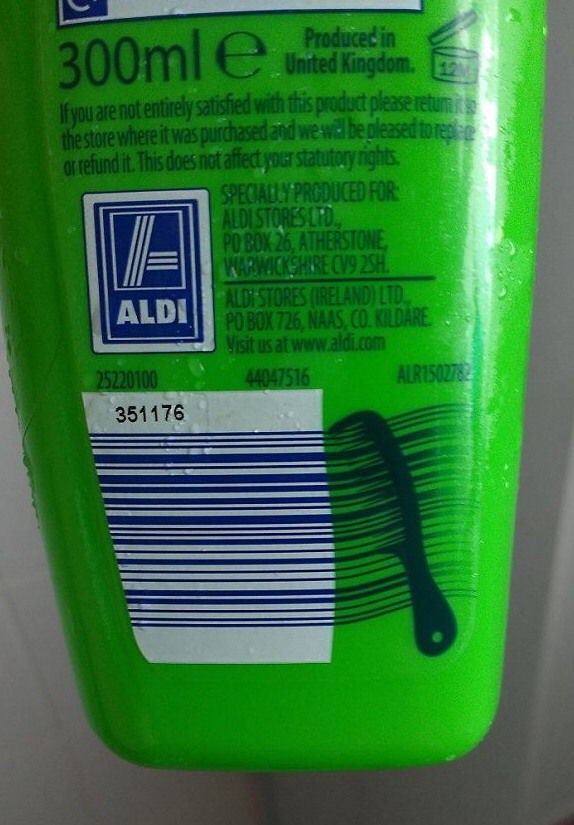 300ml e
Produced in
United Kingdom.
12M
If you are not entirely satisfied with this product please return it to
the store where it was purchased and we will be pleased to replace
or refund it. This does not affect your statutory rights.
ALDI
SPECIALLY PRODUCED FOR:
ALDI STORES LTD.,
PO BOX 26, ATHERSTONE,
WARWICKSHIRE CV9 2SH.
ALDI STORES (IRELAND) LTD.,
PO BOX 726, NAAS, CO. KILDARE.
Visit us at www.aldi.com
25220100 44047516 ALR1502782
351176